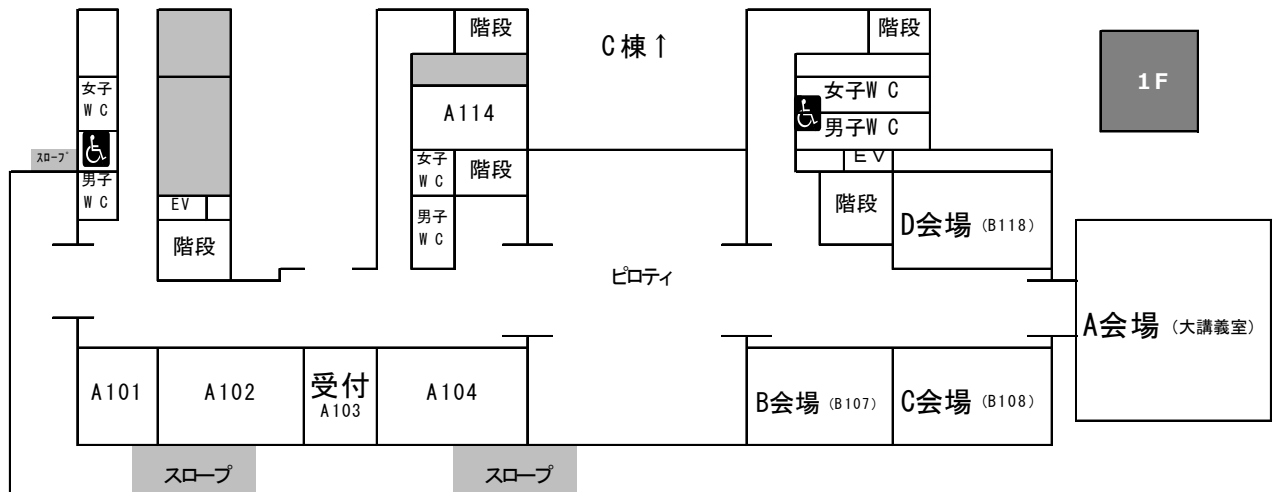 階段
C棟↑
階段
1F
女子
WC
女子WC
A114
男子WC
スロープ
女子
WC
階段
EV
男子
WC
EV
階段
D会場 (B118)
男子
WC
階段
ピロティ
A会場 (大講義室)
A101
A102
受付
A103
A104
B会場 (B107)
C会場 (B108)
スロープ
スロープ